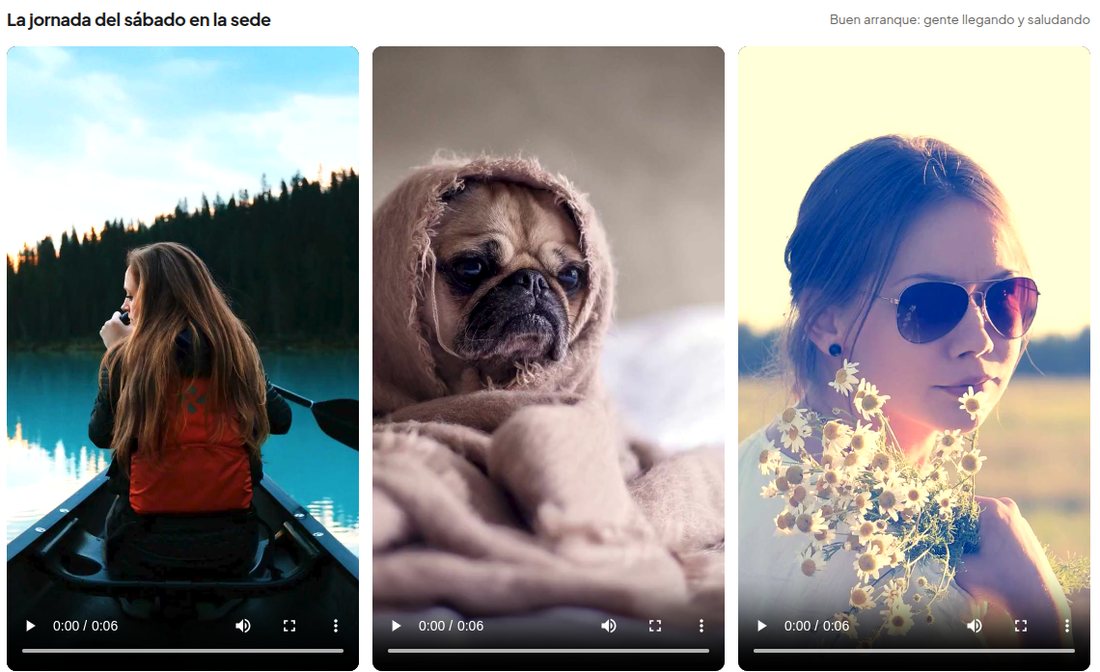 La jornada del sábado en la sede
Buen arranque: gente llegando y saludando
0:00 / 0:06
0:00 / 0:06
0:00 / 0:06